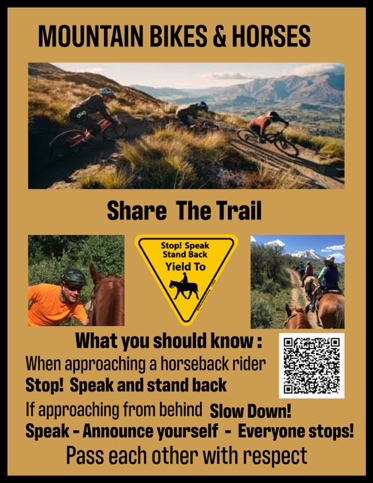 MOUNTAIN BIKES & HORSES
Share The Trail
Stop! Speak
Stand Back
Yield To
What you should know :
When approaching a horseback rider
Stop! Speak and stand back
If approaching from behind Slow Down!
Speak - Announce yourself - Everyone stops!
Pass each other with respect